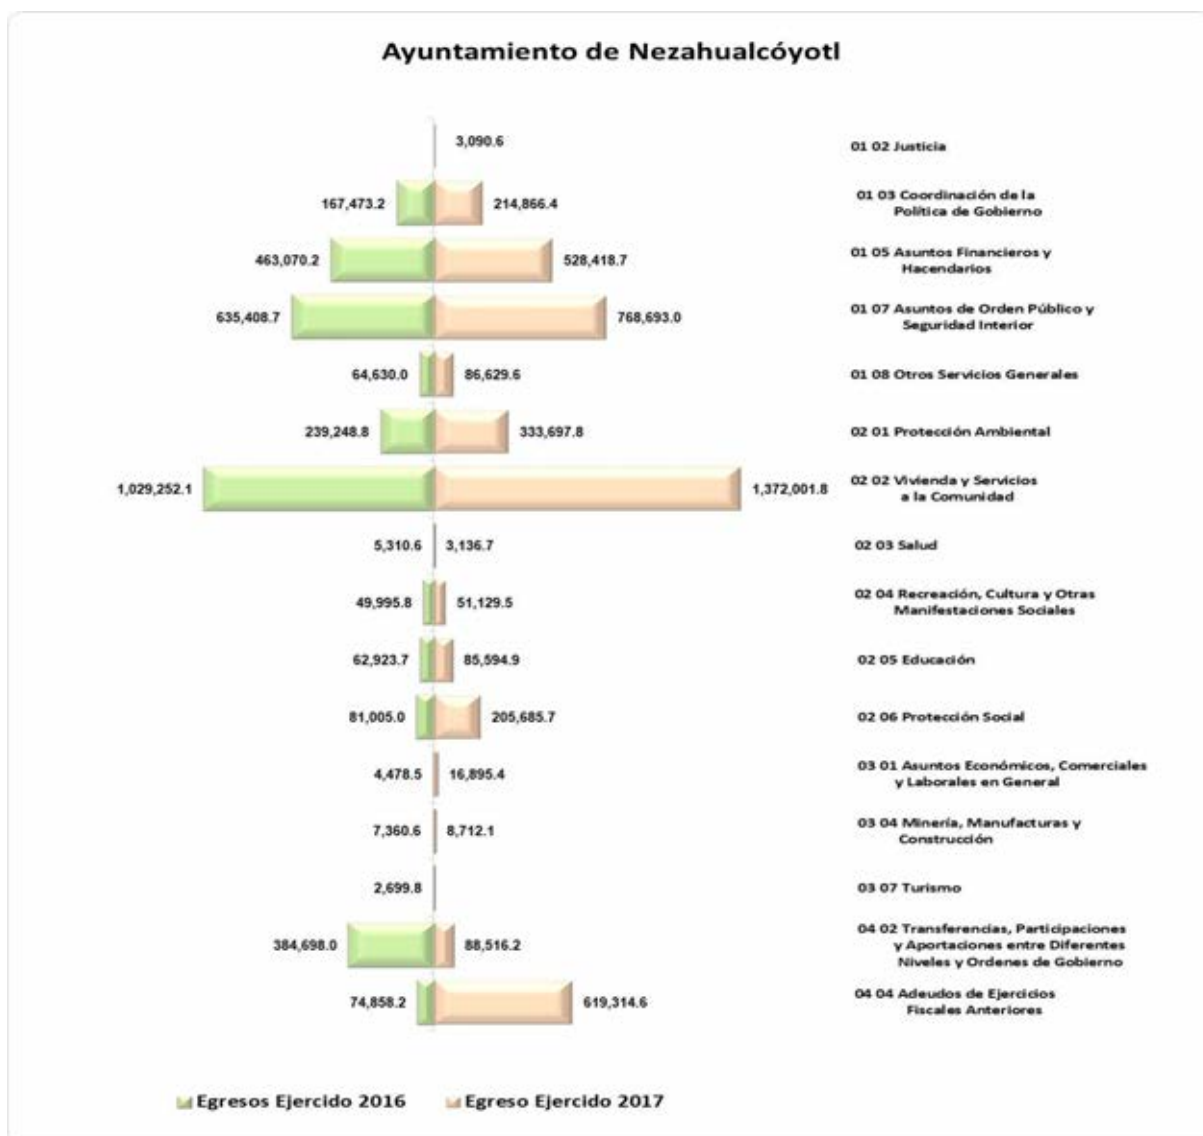 Ayuntamiento de Nezahualcóyotl
3,090.6
01 02 Justicia
167,473.2
214,866.4
01 03 Coordinación de la
Política de Gobierno
463,070.2
528,418.7
01 05 Asuntos Financieros y
Hacendarios
635,408.7
768,693.0
01 07 Asuntos de Orden Público y
Seguridad Interior
64,630.0
86,629.6
01 08 Otros Servicios Generales
239,248.8
333,697.8
02 01 Protección Ambiental
1,029,252.1
1,372,001.8
02 02 Vivienda y Servicios
a la Comunidad
5,310.6
3,136.7
02 03 Salud
49,995.8
51,129.5
02 04 Recreación, Cultura y Otras
Manifestaciones Sociales
62,923.7
85,594.9
02 05 Educación
81,005.0
205,685.7
02 06 Protección Social
4,478.5
16,895.4
03 01 Asuntos Económicos, Comerciales
y Laborales en General
7,360.6
8,712.1
03 04 Minería, Manufacturas y
Construcción
2,699.8
03 07 Turismo
384,698.0
88,516.2
04 02 Transferencias, Participaciones
y Aportaciones entre Diferentes
Niveles y Ordenes de Gobierno
74,858.2
619,314.6
04 04 Adeudos de Ejercicios
Fiscales Anteriores
Egresos Ejercido 2016
Egreso Ejercido 2017